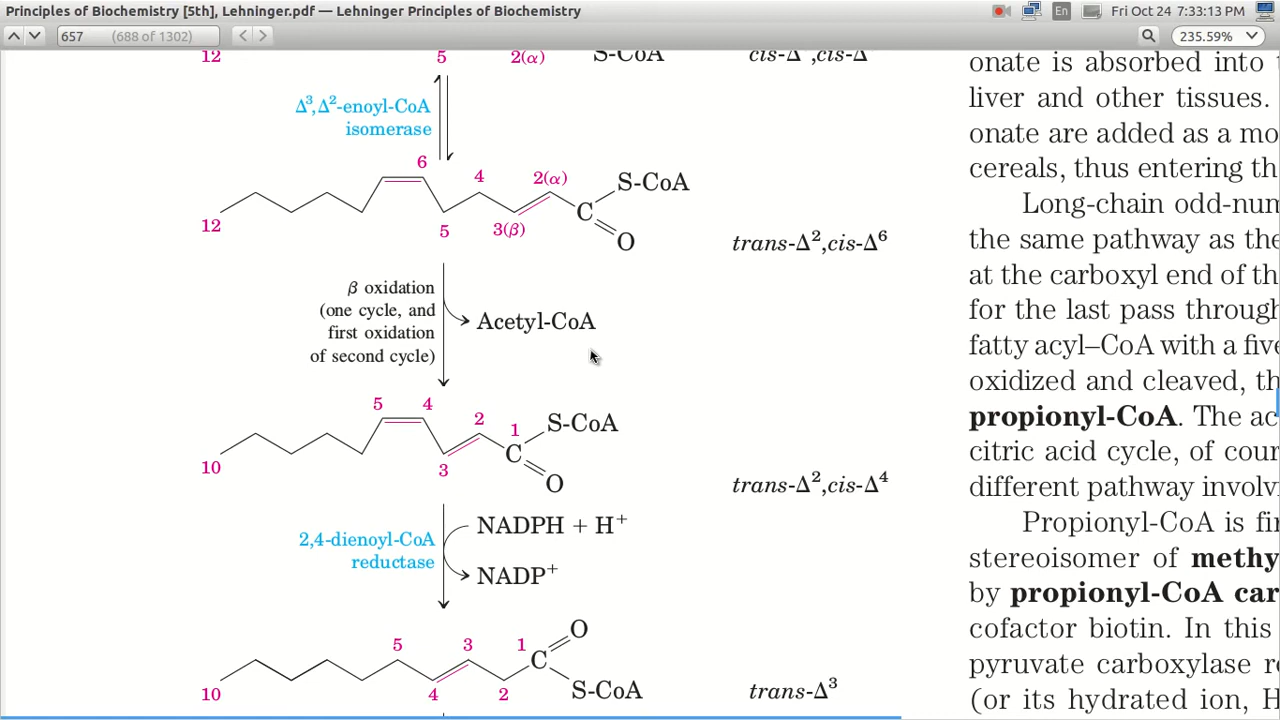 Principles of Biochemistry [5th], Lehninger.pdf — Lehninger Principles of Biochemistry
En
Fri Oct 24 7:33:13 PM
657 (688 of 1302)
235.59%
12
5
2(α)
S-CoA
cis-Δ ,cis-Δ
Δ³,Δ²-enoyl-CoA
isomerase
6
4
2(α)
S-CoA
C
12
5
3(β)
O
trans-Δ²,cis-Δ⁶
β oxidation
(one cycle, and
first oxidation
of second cycle)
Acetyl-CoA
5
4
2
1
S-CoA
C
10
3
O
trans-Δ²,cis-Δ⁴
2,4-dienoyl-CoA
reductase
NADPH + H⁺
NADP⁺
5
3
1
O
C
10
4
2
S-CoA
trans-Δ³
onate is absorbed into
liver and other tissues.
onate are added as a mo
cereals, thus entering th
Long-chain odd-num
the same pathway as the
at the carboxyl end of th
for the last pass through
fatty acyl–CoA with a five
oxidized and cleaved, th
propionyl-CoA. The ac
citric acid cycle, of cour
different pathway involvi
Propionyl-CoA is fir
stereoisomer of methy
by propionyl-CoA car
cofactor biotin. In this
pyruvate carboxylase re
(or its hydrated ion, H